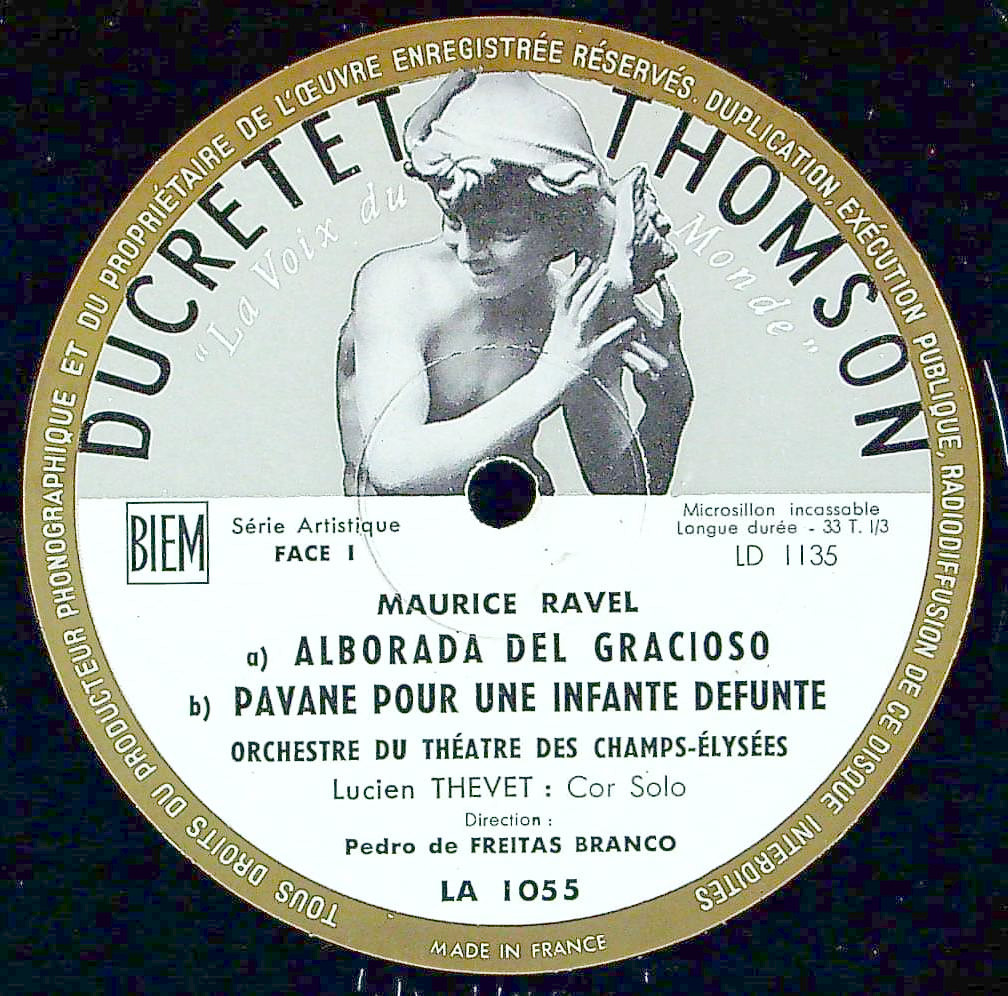 TOUS DROITS DU PRODUCTEUR PHONOGRAPHIQUE ET DU PROPRIÉTAIRE DE L'ŒUVRE ENREGISTRÉE RÉSERVÉS. DUPLICATION, EXÉCUTION PUBLIQUE, RADIODIFFUSION DE CE DISQUE INTERDITES
DUCRETET THOMSON
"La Voix du Monde"
BIEM
Série Artistique
FACE 1
Microsillon incassable
Longue durée - 33 T. 1/3
LD 1135
MAURICE RAVEL
a) ALBORADA DEL GRACIOSO
b) PAVANE POUR UNE INFANTE DEFUNTE
ORCHESTRE DU THÉATRE DES CHAMPS-ÉLYSÉES
Lucien THEVET : Cor Solo
Direction :
Pedro de FREITAS BRANCO
LA 1055
MADE IN FRANCE